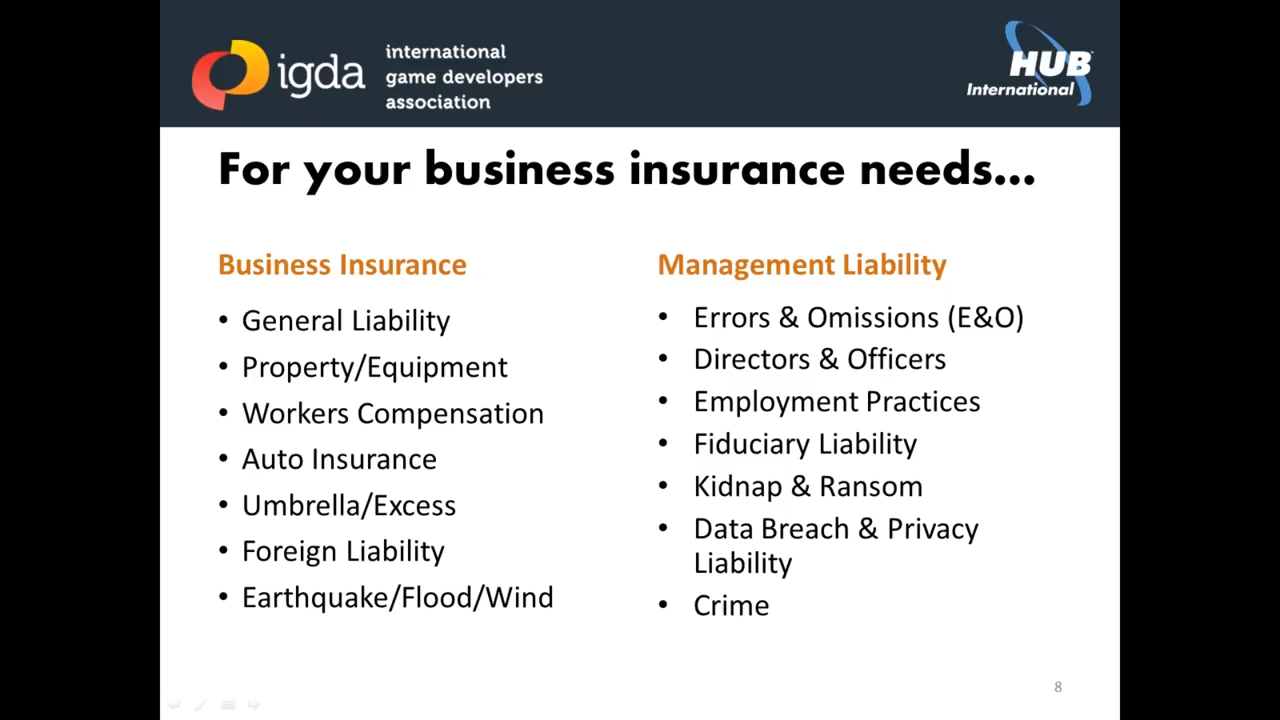 igda
international
game developers
association
HUB
International
For your business insurance needs...
Business Insurance
• General Liability
• Property/Equipment
• Workers Compensation
• Auto Insurance
• Umbrella/Excess
• Foreign Liability
• Earthquake/Flood/Wind
Management Liability
• Errors & Omissions (E&O)
• Directors & Officers
• Employment Practices
• Fiduciary Liability
• Kidnap & Ransom
• Data Breach & Privacy
Liability
• Crime
8